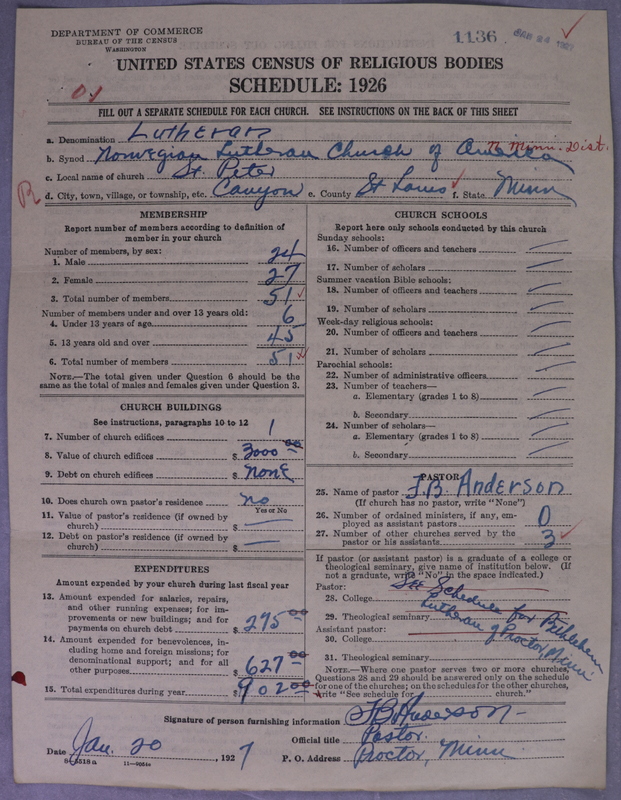 DEPARTMENT OF COMMERCE
BUREAU OF THE CENSUS
WASHINGTON
1136
UNITED STATES CENSUS OF RELIGIOUS BODIES
SCHEDULE: 1926
FILL OUT A SEPARATE SCHEDULE FOR EACH CHURCH. SEE INSTRUCTIONS ON THE BACK OF THIS SHEET
a. Denomination Lutheran
b. Synod Norwegian Lutheran Church of America N. Minn. Dist.
c. Local name of church St. Peter
R
d. City, town, village, or township, etc. Canyon e. County St Louis f. State Minn
MEMBERSHIP
Report number of members according to definition of member in your church
Number of members, by sex:
1. Male 24
2. Female 27
3. Total number of members 51
Number of members under and over 13 years old:
4. Under 13 years of age 6
5. 13 years old and over 45
6. Total number of members 51
NOTE.—The total given under Question 6 should be the same as the total of males and females given under Question 3.
CHURCH BUILDINGS
See instructions, paragraphs 10 to 12
7. Number of church edifices 1
8. Value of church edifices $ 3000 00
9. Debt on church edifices $ none
10. Does church own pastor's residence no
Yes or No
11. Value of pastor's residence (if owned by church) $
12. Debt on pastor's residence (if owned by church) $
EXPENDITURES
Amount expended by your church during last fiscal year
13. Amount expended for salaries, repairs, and other running expenses; for improvements or new buildings; and for payments on church debt $ 275 00
14. Amount expended for benevolences, including home and foreign missions; for denominational support; and for all other purposes $ 627 00
15. Total expenditures during year $ 902 00
CHURCH SCHOOLS
Report here only schools conducted by this church
Sunday schools:
16. Number of officers and teachers
17. Number of scholars
Summer vacation Bible schools:
18. Number of officers and teachers
19. Number of scholars
Week-day religious schools:
20. Number of officers and teachers
21. Number of scholars
Parochial schools:
22. Number of administrative officers
23. Number of teachers—
a. Elementary (grades 1 to 8)
b. Secondary
24. Number of scholars—
a. Elementary (grades 1 to 8)
b. Secondary
PASTOR
25. Name of pastor J.B. Anderson
(If church has no pastor, write "None")
26. Number of ordained ministers, if any, employed as assistant pastors 0
27. Number of other churches served by the pastor or his assistants 3
If pastor (or assistant pastor) is a graduate of a college or theological seminary, give name of institution below. (If not a graduate, write "No" in the space indicated.)
Pastor:
28. College See Schedule for Bethlehem
29. Theological seminary Lutheran of Proctor, Minn
Assistant pastor:
30. College
31. Theological seminary
NOTE.—Where one pastor serves two or more churches, Questions 28 and 29 should be answered only on the schedule for one of the churches; on the schedules for the other churches, write "See schedule for church."
Signature of person furnishing information J B Anderson
Official title Pastor.
Date Jan. 20, 1927 P. O. Address Proctor, Minn
8-5518 a 11-9054